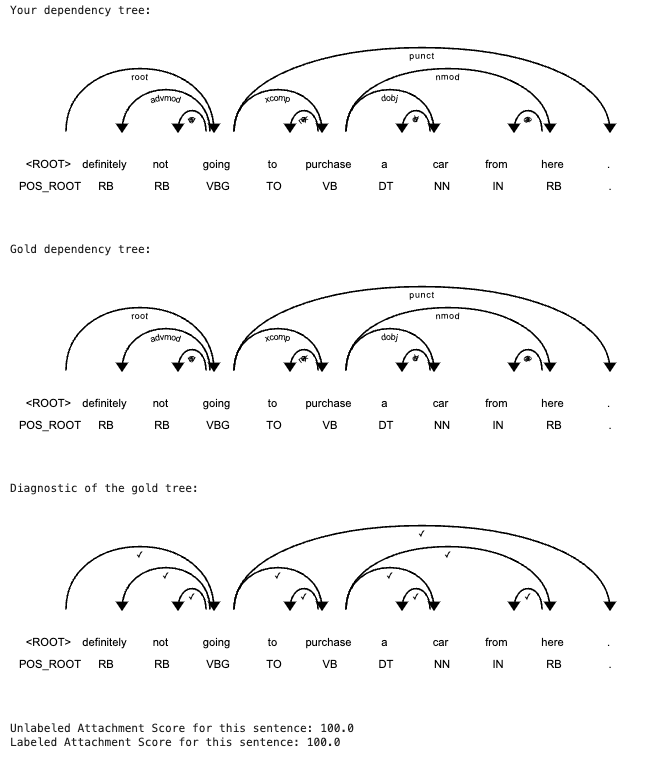 Your dependency tree:
punct
root nmod
advmod xcomp dobj
<ROOT> definitely not going to purchase a car from here .
POS_ROOT RB RB VBG TO VB DT NN IN RB .
Gold dependency tree:
punct
root nmod
advmod xcomp dobj
<ROOT> definitely not going to purchase a car from here .
POS_ROOT RB RB VBG TO VB DT NN IN RB .
Diagnostic of the gold tree:
✓
✓ ✓
✓ ✓ ✓
✓ ✓ ✓ ✓
<ROOT> definitely not going to purchase a car from here .
POS_ROOT RB RB VBG TO VB DT NN IN RB .
Unlabeled Attachment Score for this sentence: 100.0
Labeled Attachment Score for this sentence: 100.0